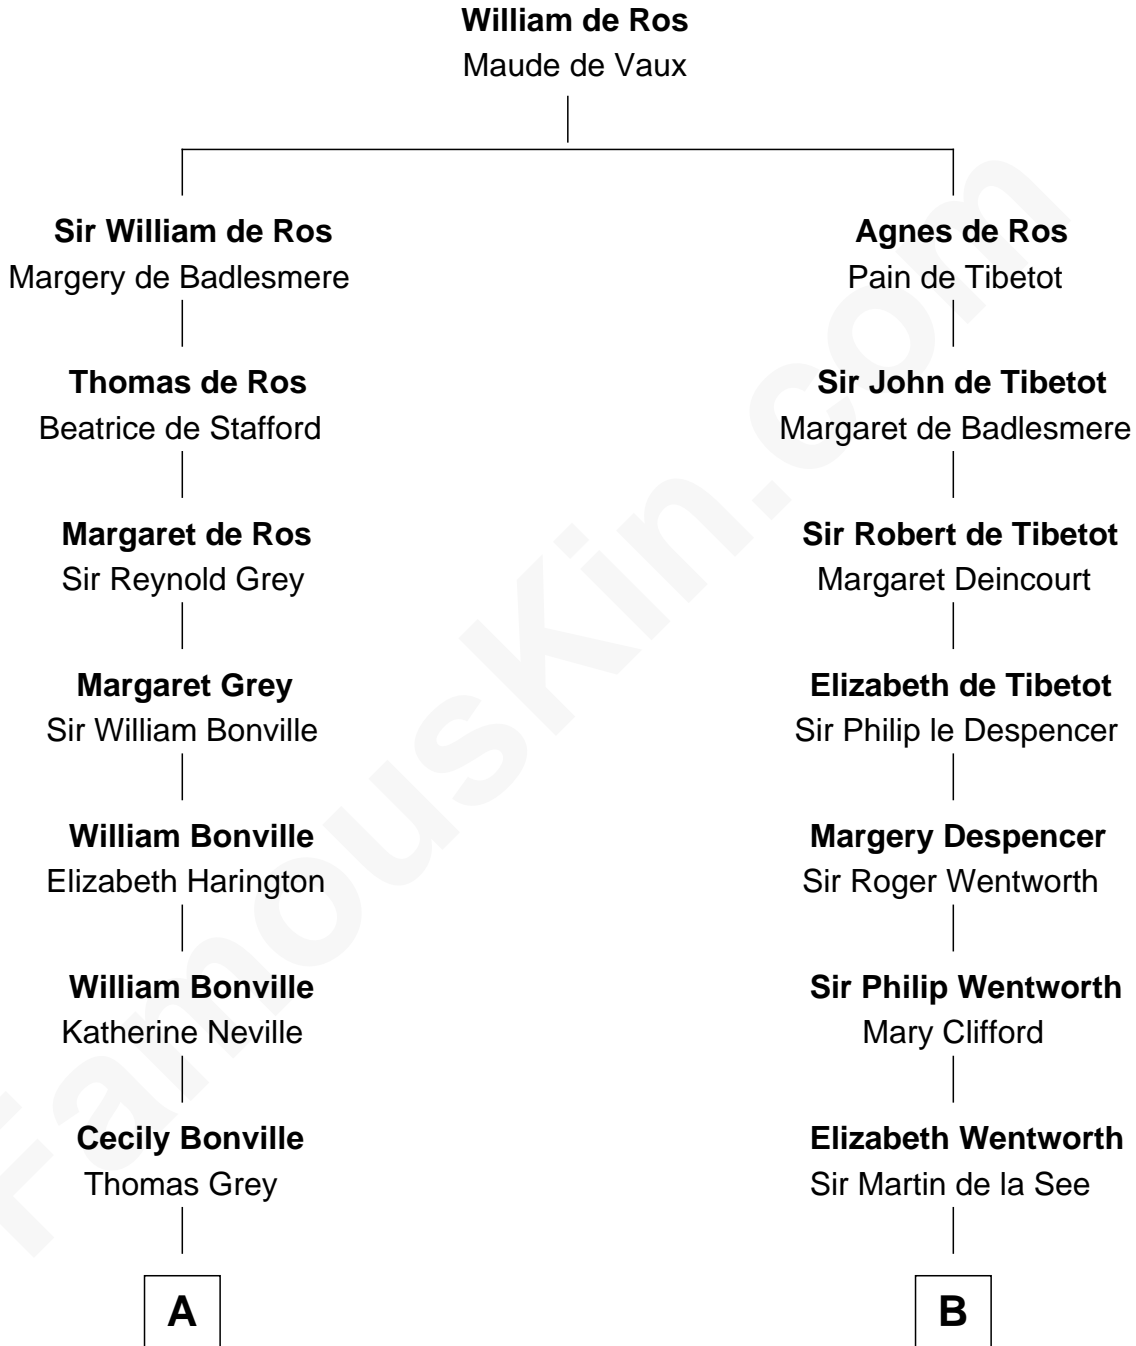 William de Ros
Maude de Vaux
Sir William de Ros
Margery de Badlesmere
Agnes de Ros
Pain de Tibetot
Thomas de Ros
Beatrice de Stafford
Sir John de Tibetot
Margaret de Badlesmere
Margaret de Ros
Sir Reynold Grey
Sir Robert de Tibetot
Margaret Deincourt
Margaret Grey
Sir William Bonville
Elizabeth de Tibetot
Sir Philip le Despencer
William Bonville
Elizabeth Harington
Margery Despencer
Sir Roger Wentworth
William Bonville
Katherine Neville
Sir Philip Wentworth
Mary Clifford
Cecily Bonville
Thomas Grey
Elizabeth Wentworth
Sir Martin de la See
A
B
FamousKin.com